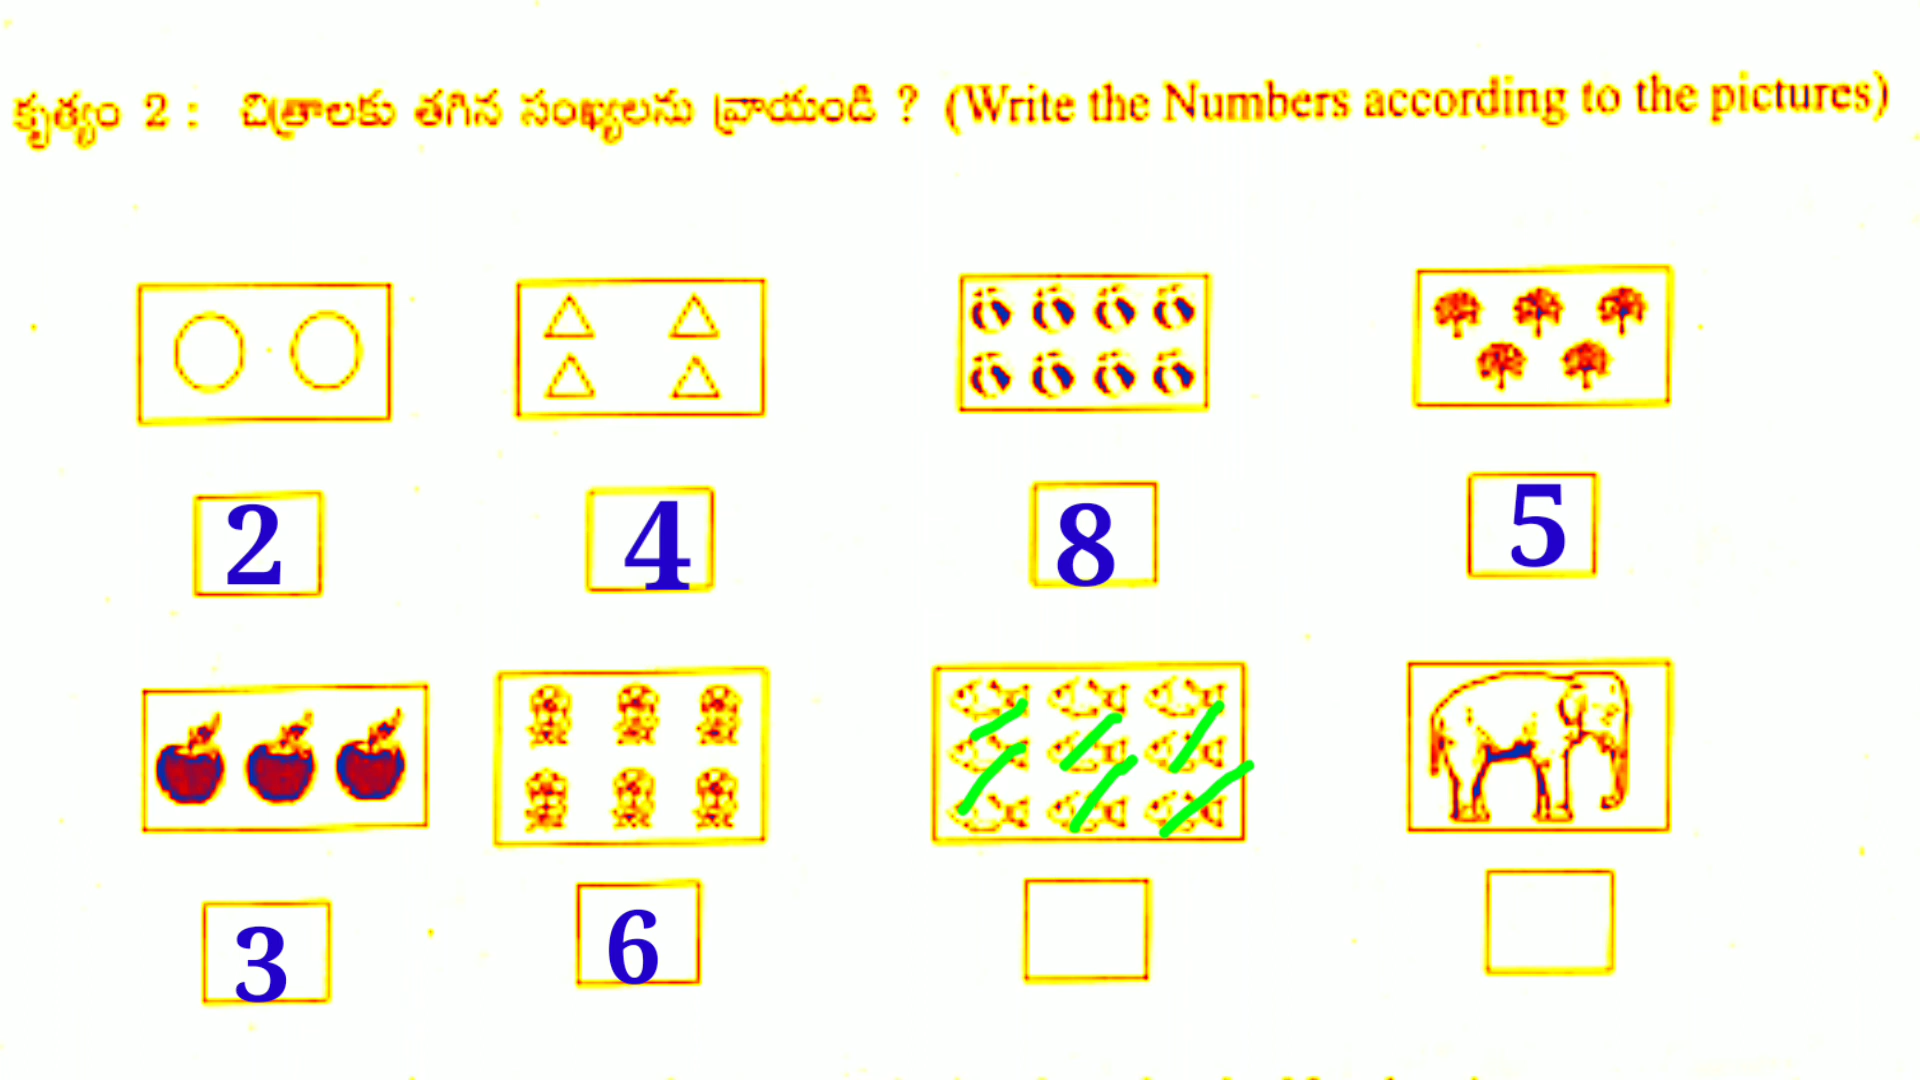 కృత్యం 2 : చిత్రాలకు తగిన సంఖ్యలను వ్రాయండి ? (Write the Numbers according to the pictures)
2 4 8 5
3 6